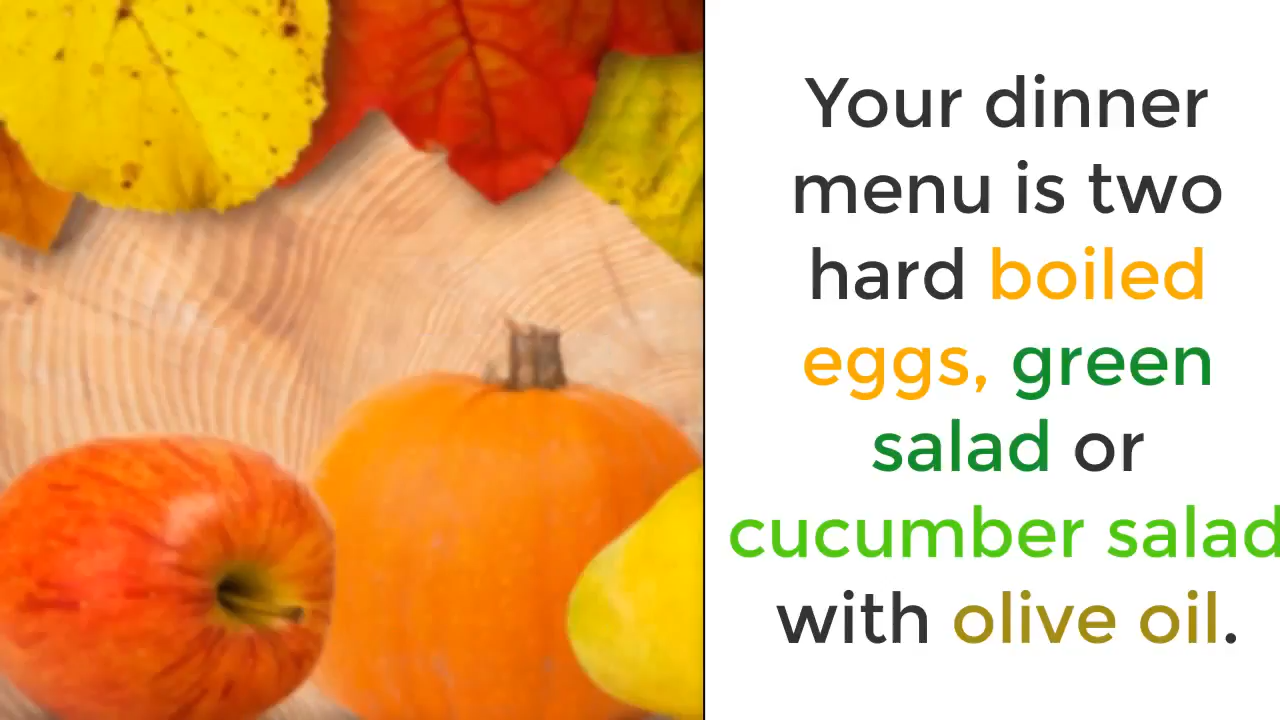 Your dinner
menu is two
hard boiled
eggs, green
salad or
cucumber salad
with olive oil.